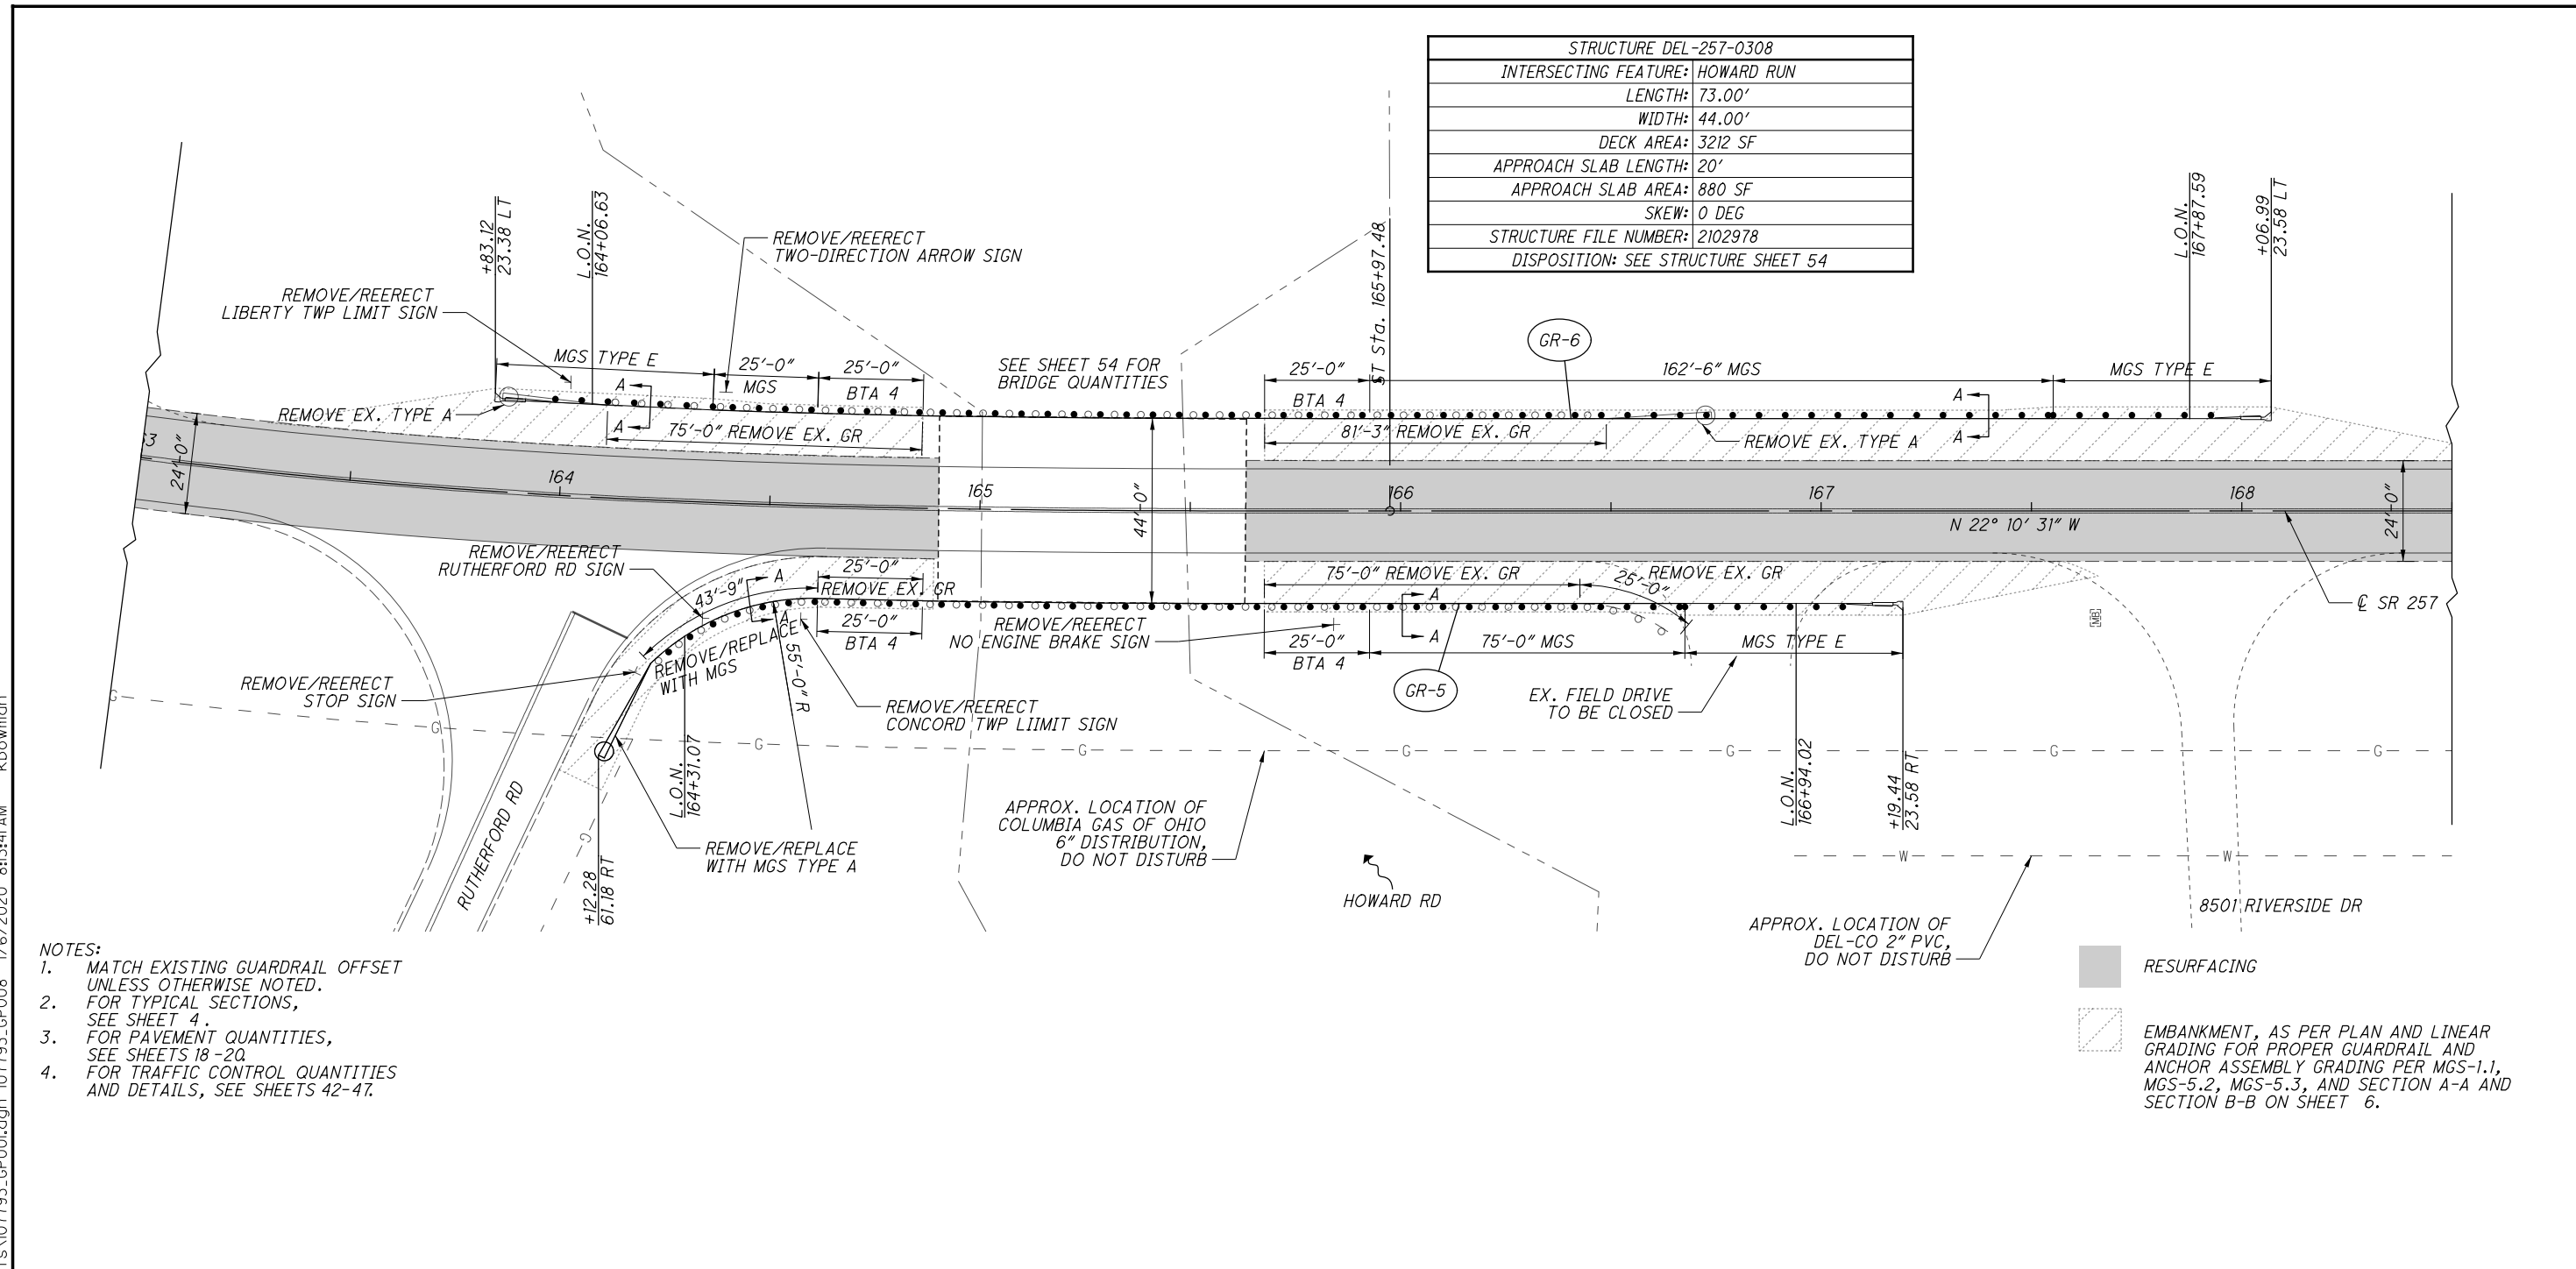 STRUCTURE DEL-257-0308
INTERSECTING FEATURE: HOWARD RUN
LENGTH: 73.00'
WIDTH: 44.00'
DECK AREA: 3212 SF
APPROACH SLAB LENGTH: 20'
APPROACH SLAB AREA: 880 SF
SKEW: 0 DEG
STRUCTURE FILE NUMBER: 2102978
DISPOSITION: SEE STRUCTURE SHEET 54
+83.12
23.38 LT
L.O.N.
164+06.63
REMOVE/REERECT
TWO-DIRECTION ARROW SIGN
REMOVE/REERECT
LIBERTY TWP LIMIT SIGN
ST Sta. 165+97.48
L.O.N.
167+87.59
+06.99
23.58 LT
GR-6
MGS TYPE E
25'-0"
MGS
25'-0"
BTA 4
SEE SHEET 54 FOR
BRIDGE QUANTITIES
25'-0"
BTA 4
162'-6" MGS
MGS TYPE E
A
A
A
A
REMOVE EX. TYPE A
75'-0" REMOVE EX. GR
81'-3" REMOVE EX. GR
REMOVE EX. TYPE A
24'-0"
164
165
166
167
168
44'-0"
N 22° 10' 31" W
24'-0"
REMOVE/REERECT
RUTHERFORD RD SIGN
43'-9"
A
A
25'-0"
REMOVE EX. GR
25'-0"
BTA 4
75'-0" REMOVE EX. GR
25'-0"
REMOVE EX. GR
REMOVE/REERECT
NO ENGINE BRAKE SIGN
A
A
25'-0"
BTA 4
75'-0" MGS
MGS TYPE E
MB
℄ SR 257
REMOVE/REPLACE
WITH MGS
55'-0" R
REMOVE/REERECT
STOP SIGN
REMOVE/REERECT
CONCORD TWP LIIMIT SIGN
GR-5
EX. FIELD DRIVE
TO BE CLOSED
G
G
G
G
G
G
G
G
G
L.O.N.
164+31.07
RUTHERFORD RD
+12.28
61.18 RT
REMOVE/REPLACE
WITH MGS TYPE A
APPROX. LOCATION OF
COLUMBIA GAS OF OHIO
6" DISTRIBUTION,
DO NOT DISTURB
HOWARD RD
L.O.N.
166+94.02
+19.44
23.58 RT
W
W
APPROX. LOCATION OF
DEL-CO 2" PVC,
DO NOT DISTURB
8501 RIVERSIDE DR
NOTES:
1. MATCH EXISTING GUARDRAIL OFFSET
UNLESS OTHERWISE NOTED.
2. FOR TYPICAL SECTIONS,
SEE SHEET 4.
3. FOR PAVEMENT QUANTITIES,
SEE SHEETS 18-20.
4. FOR TRAFFIC CONTROL QUANTITIES
AND DETAILS, SEE SHEETS 42-47.
RESURFACING
EMBANKMENT, AS PER PLAN AND LINEAR
GRADING FOR PROPER GUARDRAIL AND
ANCHOR ASSEMBLY GRADING PER MGS-1.1,
MGS-5.2, MGS-5.3, AND SECTION A-A AND
SECTION B-B ON SHEET 6.